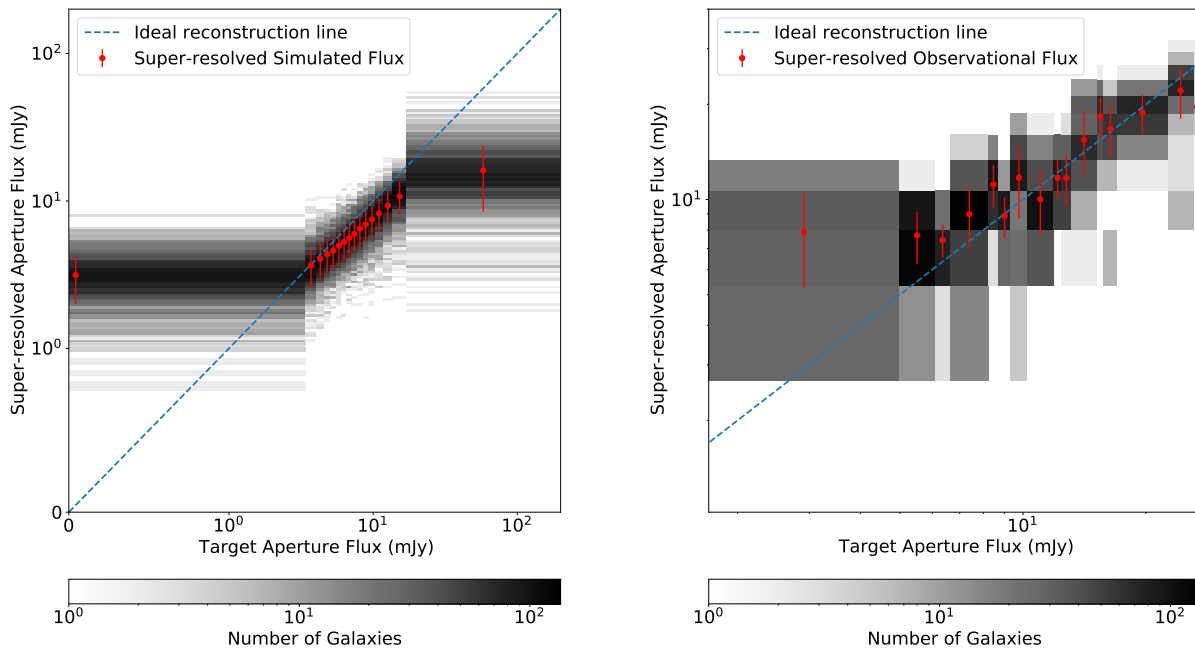 Ideal reconstruction line
Super-resolved Simulated Flux
Super-resolved Aperture Flux (mJy)
10²
10¹
10⁰
0
0
10⁰
10¹
10²
Target Aperture Flux (mJy)
10⁰
10¹
10²
Number of Galaxies
Ideal reconstruction line
Super-resolved Observational Flux
Super-resolved Aperture Flux (mJy)
10¹
10¹
Target Aperture Flux (mJy)
10⁰
10¹
10²
Number of Galaxies